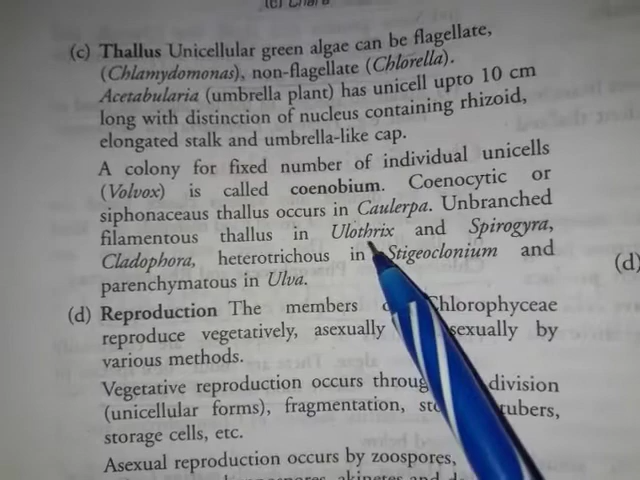 (c) Chara
(c) Thallus Unicellular green algae can be flagellate,
(Chlamydomonas), non-flagellate (Chlorella).
Acetabularia (umbrella plant) has unicell upto 10 cm
long with distinction of nucleus containing rhizoid,
elongated stalk and umbrella-like cap.
A colony for fixed number of individual unicells
(Volvox) is called coenobium. Coenocytic or
siphonaceaus thallus occurs in Caulerpa. Unbranched
filamentous thallus in Ulothrix and Spirogyra,
Cladophora, heterotrichous in Stigeoclonium and
parenchymatous in Ulva.
(d)
(d) Reproduction The members Chlorophyceae
reproduce vegetatively, asexually sexually by
various methods.
Vegetative reproduction occurs division
(unicellular forms), fragmentation, tubers,
storage cells, etc.
Asexual reproduction occurs by zoospores,
akinetes and